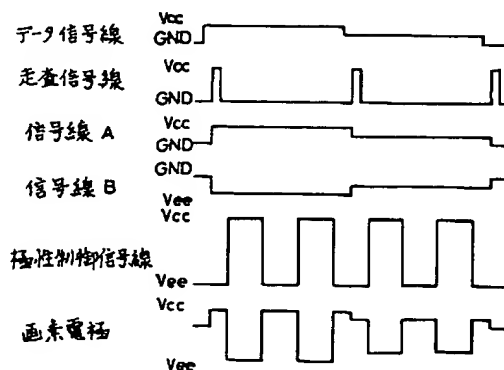 Vcc
データ信号線
GND
Vcc
走査信号線
GND
Vcc
信号線 A
GND
GND
信号線 B
Vee
Vcc
極性制御信号線
Vee
Vcc
画素電極
Vee